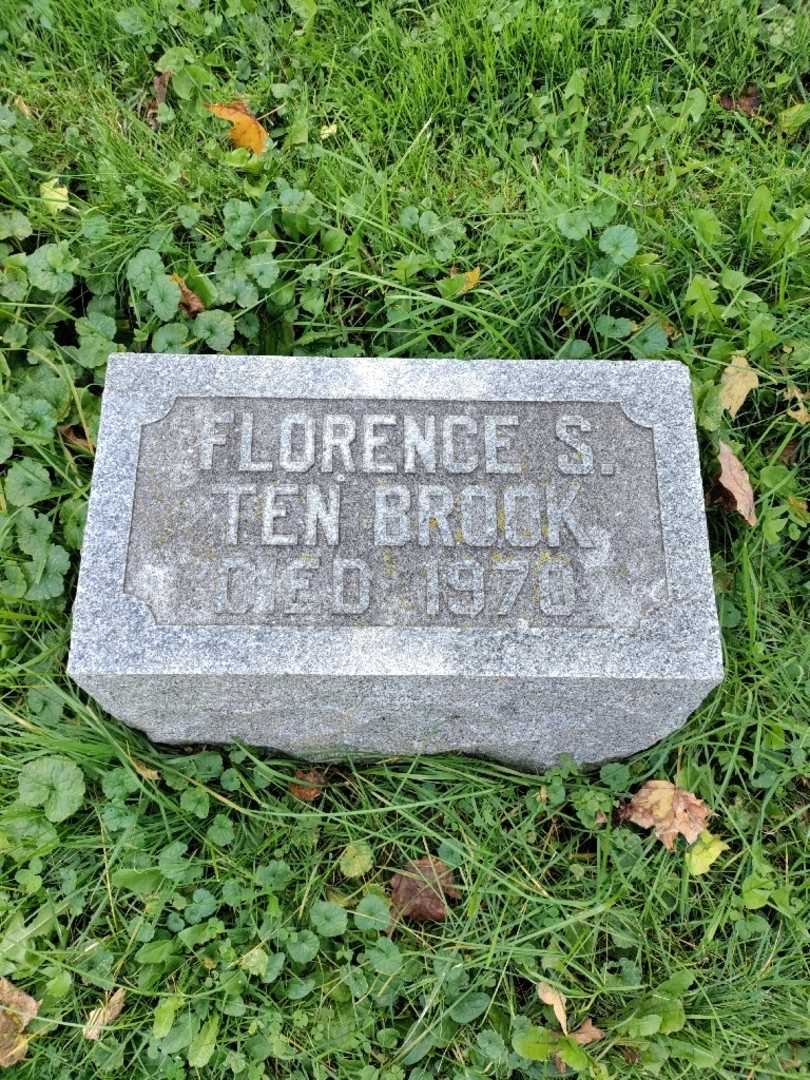 FLORENCE S.
TEN BROOK
DIED 1970